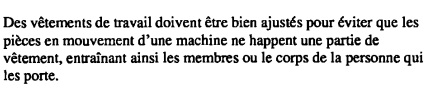 Des vêtements de travail doivent être bien ajustés pour éviter que les
pièces en mouvement d'une machine ne happent une partie de
vêtement, entraînant ainsi les membres ou le corps de la personne qui
les porte.